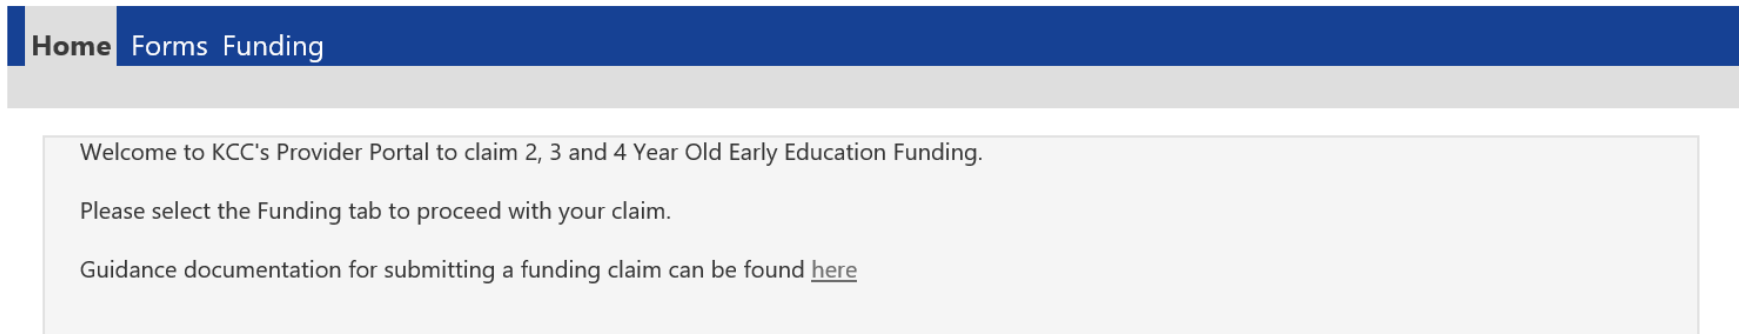 Home Forms Funding
Welcome to KCC's Provider Portal to claim 2, 3 and 4 Year Old Early Education Funding.
Please select the Funding tab to proceed with your claim.
Guidance documentation for submitting a funding claim can be found here